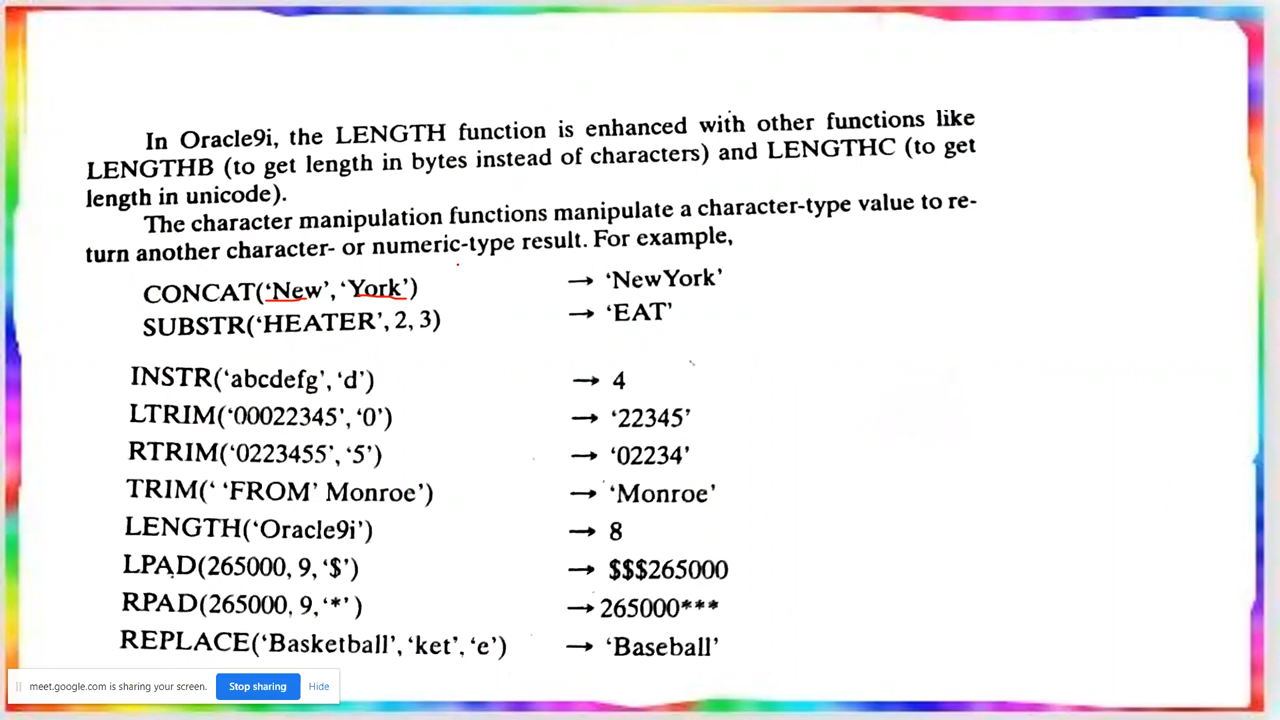 In Oracle9i, the LENGTH function is enhanced with other functions like
LENGTHB (to get length in bytes instead of characters) and LENGTHC (to get
length in unicode).
The character manipulation functions manipulate a character-type value to re-
turn another character- or numeric-type result. For example,
CONCAT(‘New’, ‘York’) → ‘NewYork’
SUBSTR(‘HEATER’, 2, 3) → ‘EAT’
INSTR(‘abcdefg’, ‘d’) → 4
LTRIM(‘00022345’, ‘0’) → ‘22345’
RTRIM(‘0223455’, ‘5’) → ‘02234’
TRIM(‘ ‘FROM’ Monroe’) → ‘Monroe’
LENGTH(‘Oracle9i’) → 8
LPAD(265000, 9, ‘$’) → $$$265000
RPAD(265000, 9, ‘*’ ) → 265000***
REPLACE(‘Basketball’, ‘ket’, ‘e’) → ‘Baseball’
meet.google.com is sharing your screen. Stop sharing Hide